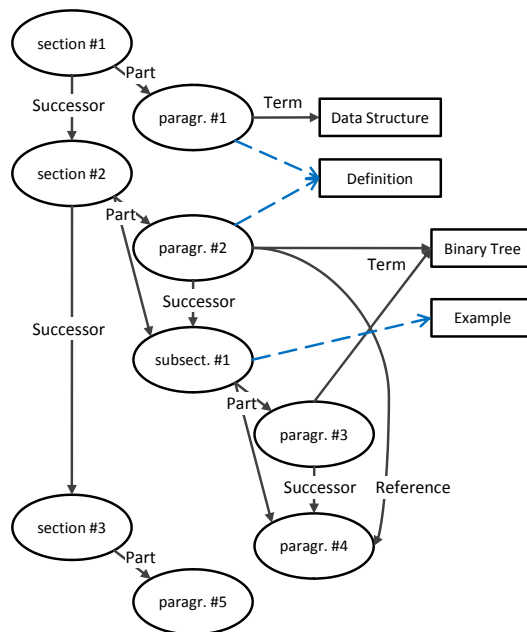 section #1
Part
Successor
paragr. #1
Term
Data Structure
section #2
Definition
Part
paragr. #2
Binary Tree
Term
Successor
Example
Successor
subsect. #1
Part
paragr. #3
Successor
Reference
section #3
paragr. #4
Part
paragr. #5